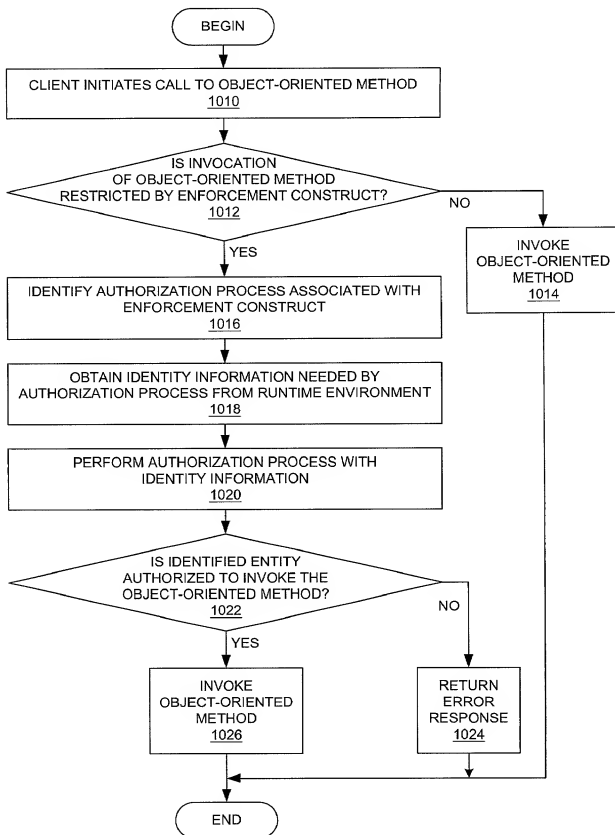 BEGIN
CLIENT INITIATES CALL TO OBJECT-ORIENTED METHOD
1010
IS INVOCATION
OF OBJECT-ORIENTED METHOD
RESTRICTED BY ENFORCEMENT CONSTRUCT?
1012
NO
YES
INVOKE
OBJECT-ORIENTED
METHOD
1014
IDENTIFY AUTHORIZATION PROCESS ASSOCIATED WITH
ENFORCEMENT CONSTRUCT
1016
OBTAIN IDENTITY INFORMATION NEEDED BY
AUTHORIZATION PROCESS FROM RUNTIME ENVIRONMENT
1018
PERFORM AUTHORIZATION PROCESS WITH
IDENTITY INFORMATION
1020
IS IDENTIFIED ENTITY
AUTHORIZED TO INVOKE THE
OBJECT-ORIENTED METHOD?
1022
NO
YES
INVOKE
OBJECT-ORIENTED
METHOD
1026
RETURN
ERROR
RESPONSE
1024
END